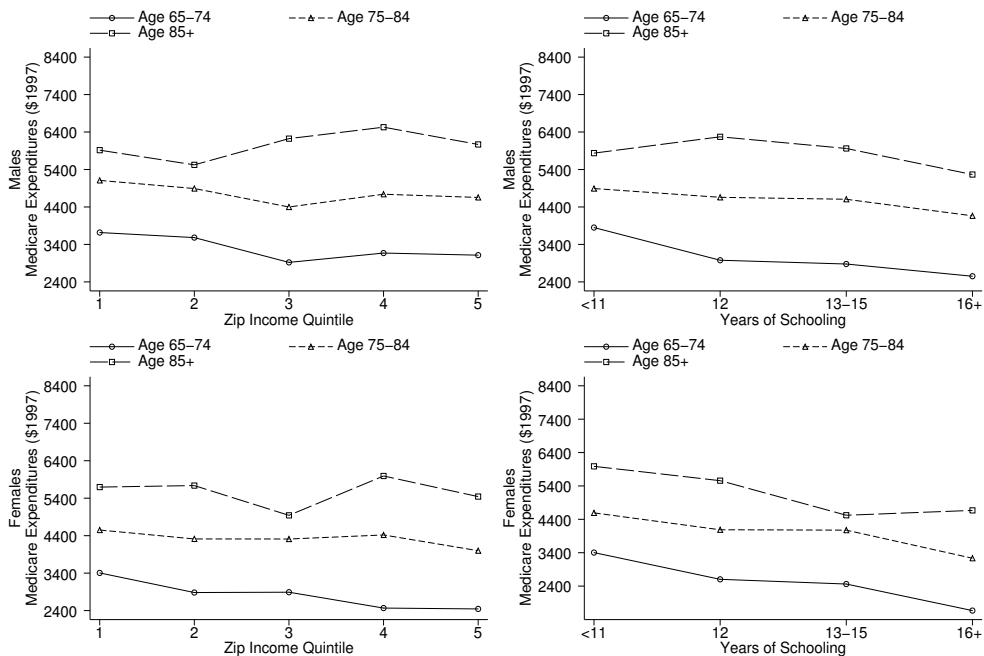 Age 65−74
Age 75−84
Age 85+
Males
Medicare Expenditures ($1997)
8400
7400
6400
5400
4400
3400
2400
1 2 3 4 5
Zip Income Quintile
Age 65−74
Age 75−84
Age 85+
Males
Medicare Expenditures ($1997)
8400
7400
6400
5400
4400
3400
2400
<11 12 13−15 16+
Years of Schooling
Age 65−74
Age 75−84
Age 85+
Females
Medicare Expenditures ($1997)
8400
7400
6400
5400
4400
3400
2400
1 2 3 4 5
Zip Income Quintile
Age 65−74
Age 75−84
Age 85+
Females
Medicare Expenditures ($1997)
8400
7400
6400
5400
4400
3400
2400
<11 12 13−15 16+
Years of Schooling